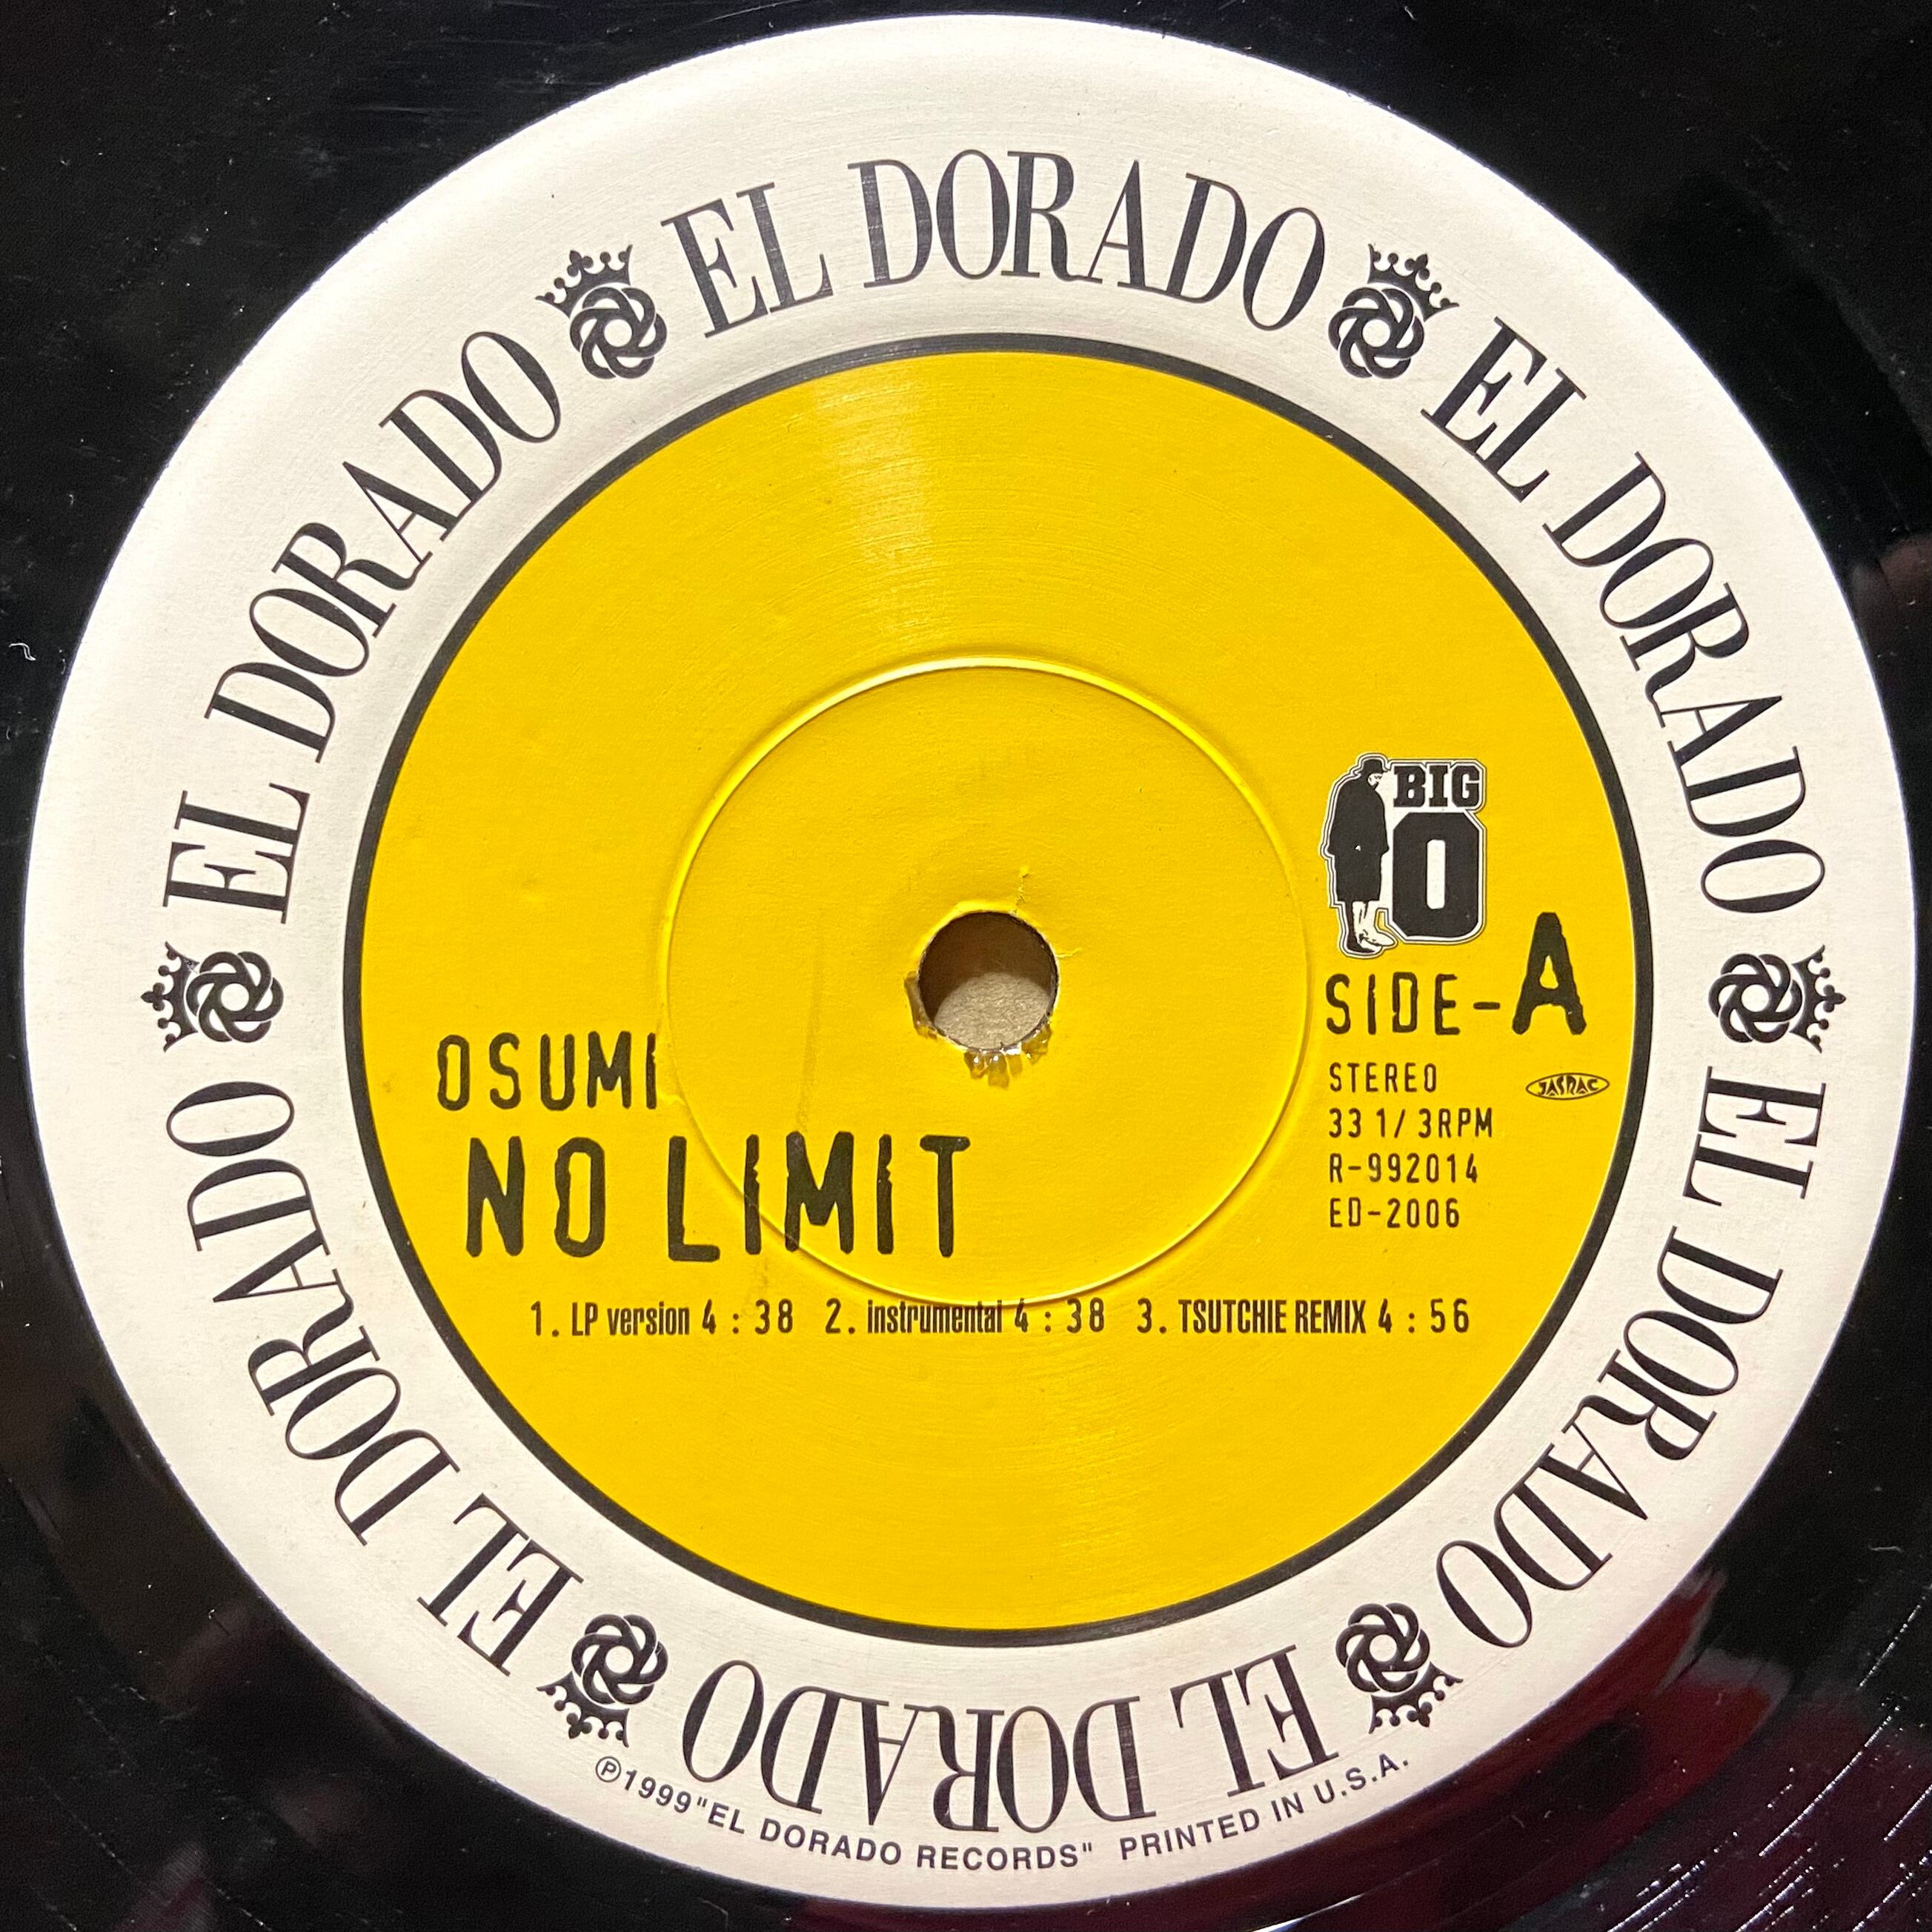 EL DORADO EL DORADO EL DORADO EL DORADO EL DORADO EL DORADO
BIG
O
SIDE-A
OSUMI
NO LIMIT
STEREO
JASRAC
33 1/3RPM
R-992014
ED-2006
1. LP version 4:38 2. instrumental 4:38 3. TSUTCHIE REMIX 4:56
℗1999"EL DORADO RECORDS" PRINTED IN U.S.A.